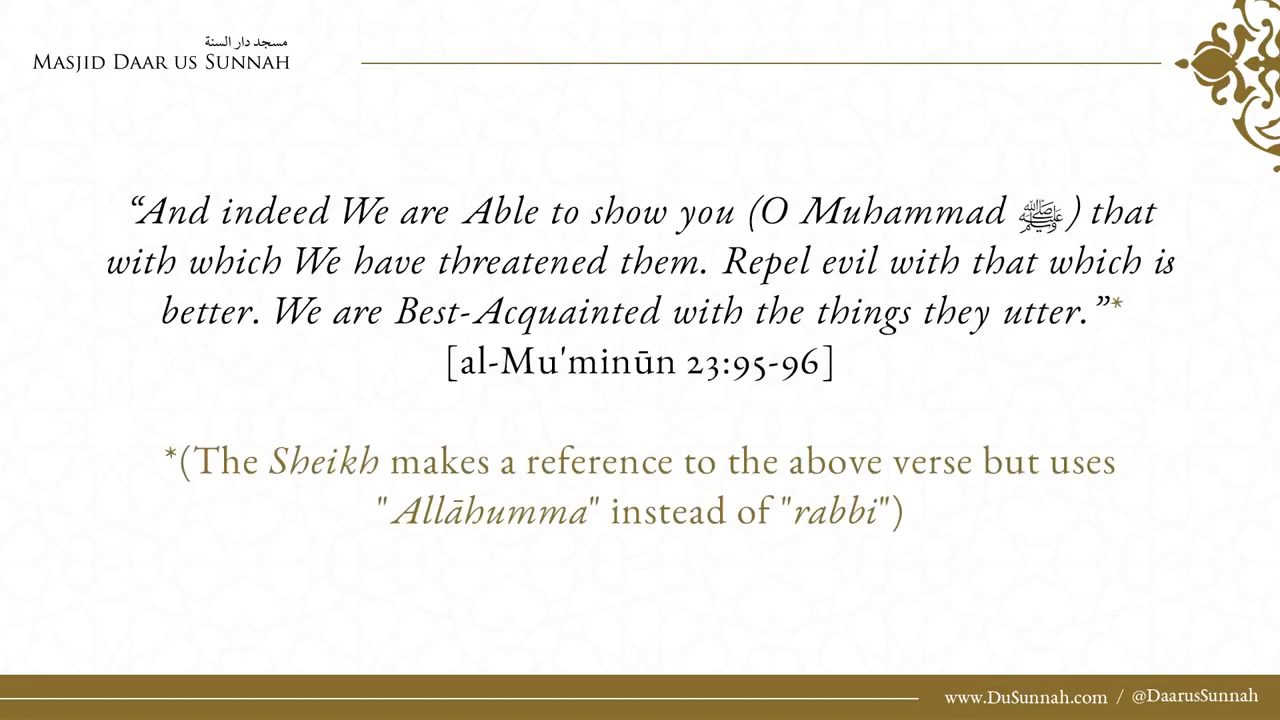 مسجد دار السنة
MASJID DAAR US SUNNAH
“And indeed We are Able to show you (O Muhammad ﷺ) that
with which We have threatened them. Repel evil with that which is
better. We are Best-Acquainted with the things they utter.”*
[al-Mu'minūn 23:95-96]
*(The Sheikh makes a reference to the above verse but uses
"Allāhumma" instead of "rabbi")
www.DuSunnah.com / @DaarusSunnah